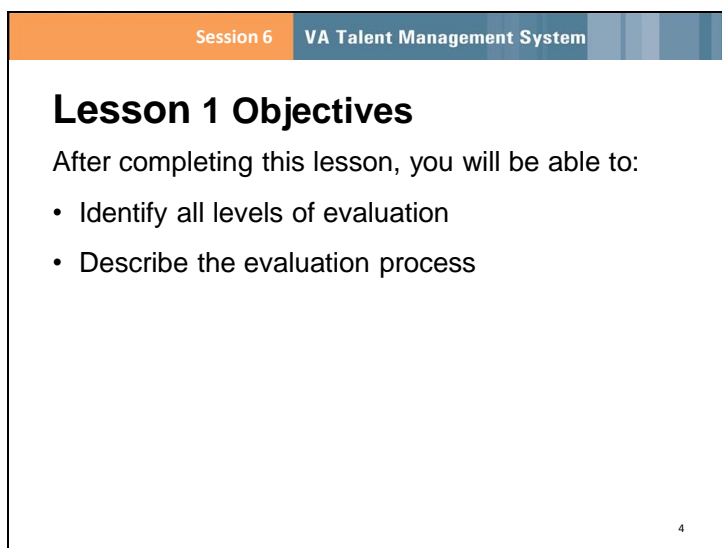 Session 6 VA Talent Management System
Lesson 1 Objectives
After completing this lesson, you will be able to:
• Identify all levels of evaluation
• Describe the evaluation process
4